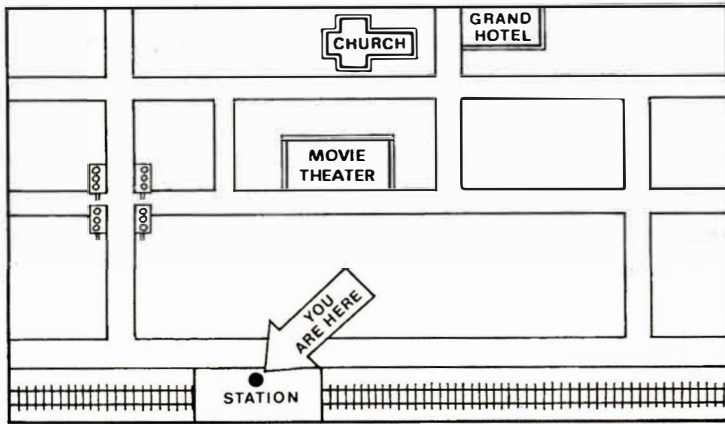 GRAND
HOTEL
CHURCH
MOVIE
THEATER
YOU
ARE HERE
STATION